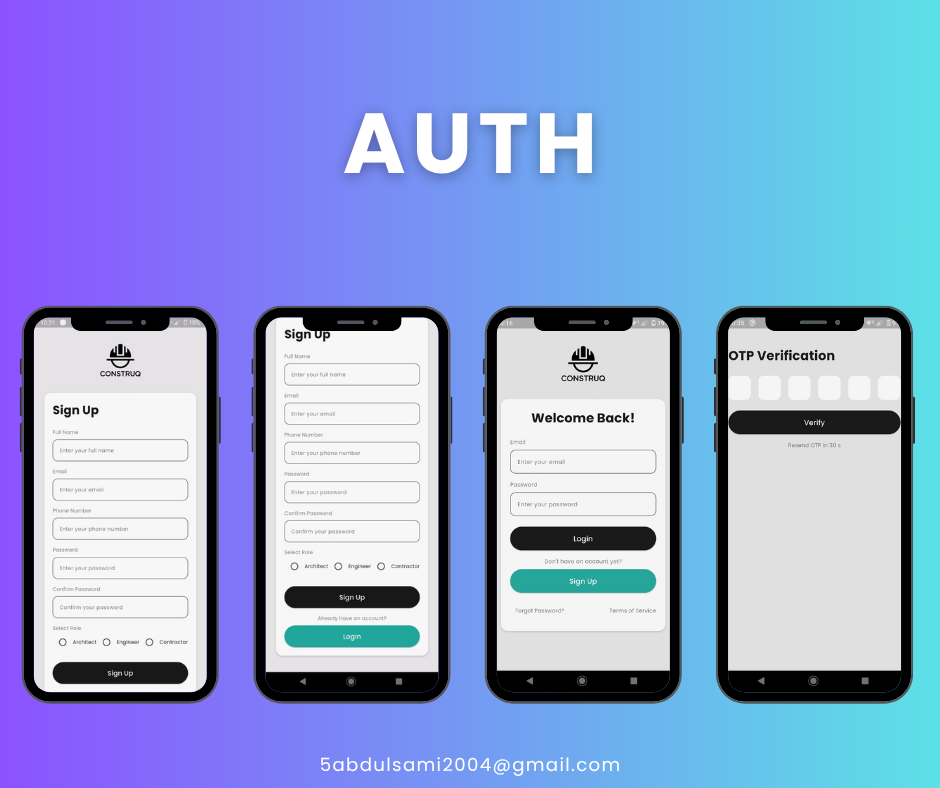 AUTH
10:21
CONSTRUQ
Sign Up
Full Name
Enter your full name
Email
Enter your email
Phone Number
Enter your phone number
Password
Enter your password
Confirm Password
Confirm your password
Select Role
Architect Engineer Contractor
Sign Up
Sign Up
Full Name
Enter your full name
Email
Enter your email
Phone Number
Enter your phone number
Password
Enter your password
Confirm Password
Confirm your password
Select Role
Architect Engineer Contractor
Sign Up
Already have an account?
Login
CONSTRUQ
Welcome Back!
Email
Enter your email
Password
Enter your password
Login
Don't have an account yet?
Sign Up
Forgot Password? Terms of Service
OTP Verification
Verify
Resend OTP in 30 s
5abdulsami2004@gmail.com